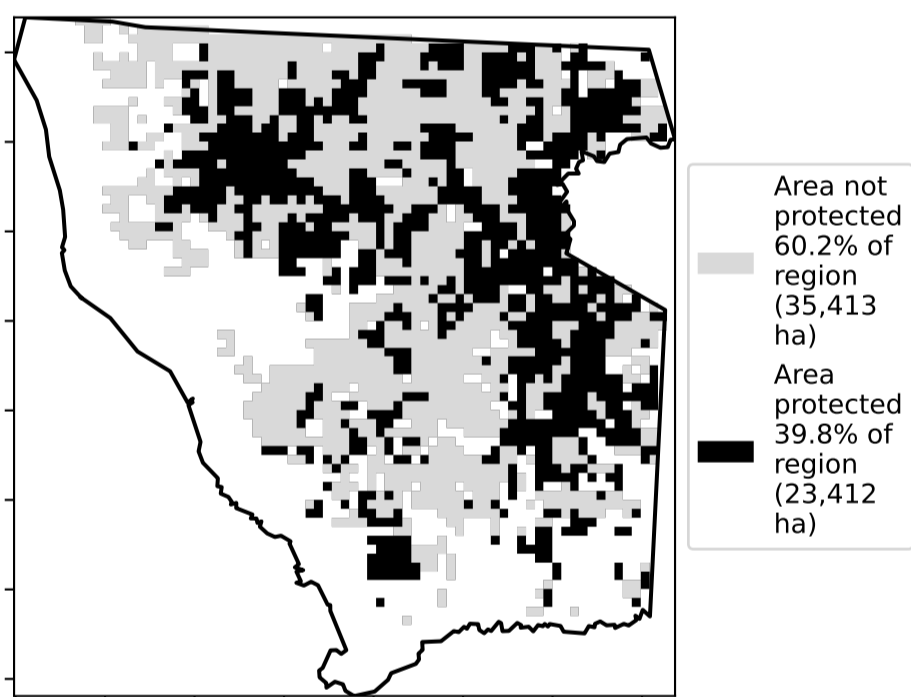 Area not
protected
60.2% of
region
(35,413
ha)
Area
protected
39.8% of
region
(23,412
ha)